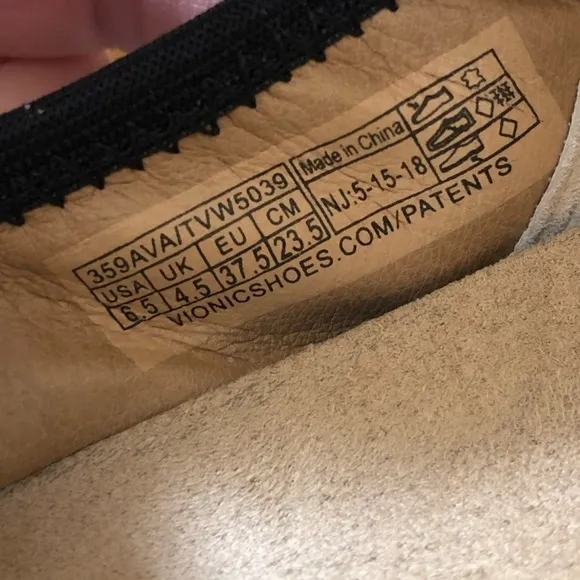 359AVA/TVW5039
USA UK EU CM
6.5 4.5 37.5 23.5
Made in China
NJ:5-15-18
VIONICSHOES.COM/PATENTS